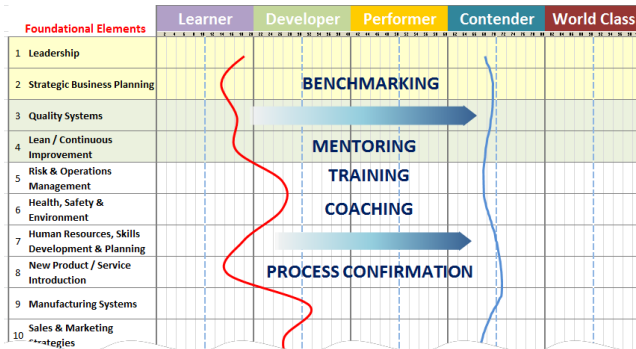 Foundational Elements
Learner Developer Performer Contender World Class
1 Leadership
2 Strategic Business Planning
BENCHMARKING
3 Quality Systems
4 Lean / Continuous
Improvement
MENTORING
5 Risk & Operations
Management
TRAINING
6 Health, Safety &
Environment
COACHING
7 Human Resources, Skills
Development & Planning
8 New Product / Service
Introduction
PROCESS CONFIRMATION
9 Manufacturing Systems
10 Sales & Marketing
Strategies